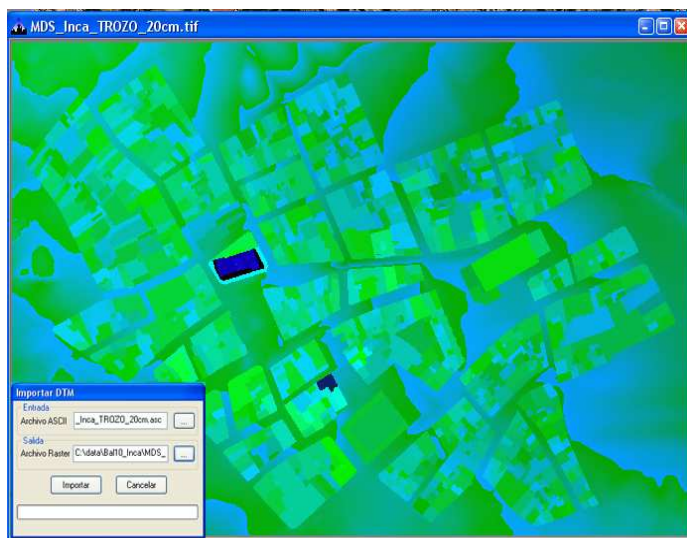 MDS_Inca_TROZO_20cm.tif
Importar DTM
Entrada
Archivo ASCII _Inca_TROZO_20cm.asc ...
Salida
Archivo Raster C:\data\Bal10_Inca\MDS_ ...
Importar Cancelar